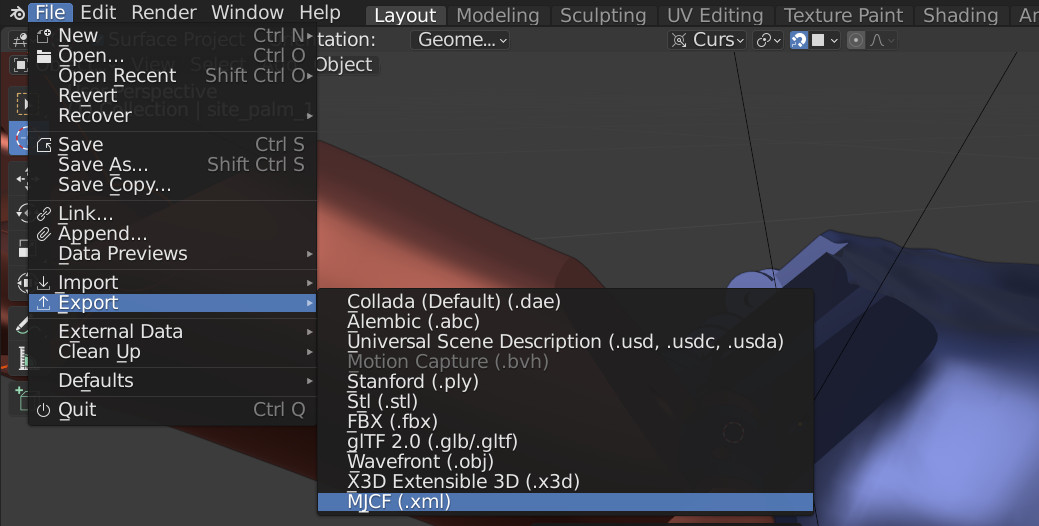 File Edit Render Window Help Layout Modeling Sculpting UV Editing Texture Paint Shading
New Ctrl N
tation: Geome... Curs
Open... Ctrl O
Object
Open Recent Shift Ctrl O
Revert
Recover
Save Ctrl S
Save As... Shift Ctrl S
Save Copy...
Link...
Append...
Data Previews
Import
Export
External Data
Clean Up
Defaults
Quit Ctrl Q
Collada (Default) (.dae)
Alembic (.abc)
Universal Scene Description (.usd, .usdc, .usda)
Motion Capture (.bvh)
Stanford (.ply)
Stl (.stl)
FBX (.fbx)
glTF 2.0 (.glb/.gltf)
Wavefront (.obj)
X3D Extensible 3D (.x3d)
MJCF (.xml)